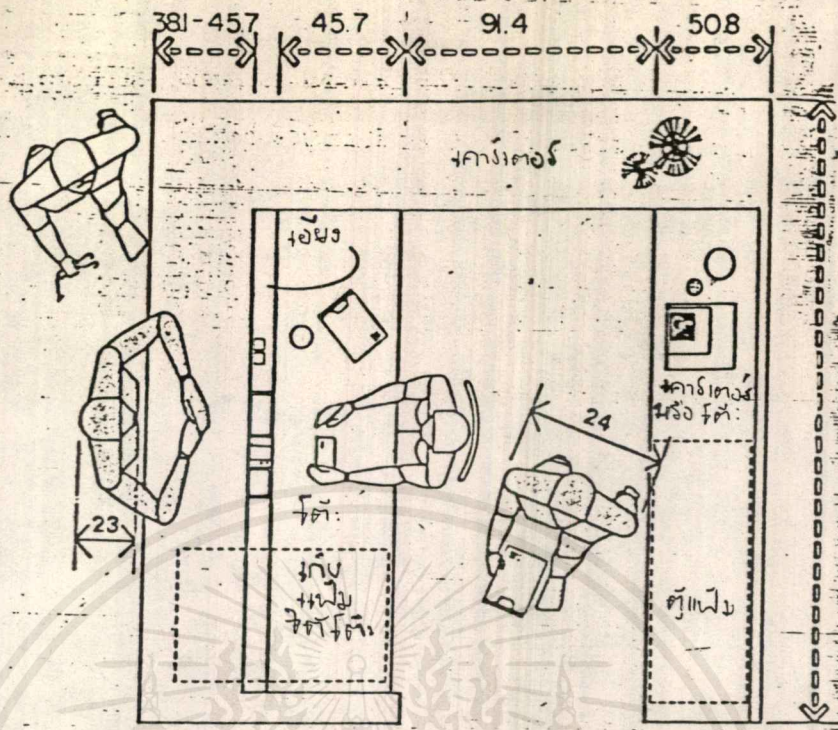 38.1-45.7 45.7 91.4 50.8
เคาร์เตอร์
เอียง
เคาร์เตอร์
หรือ โต๊ะ
24
23
โต๊ะ
เก็บ
แฟ้ม
ใต้โต๊ะ
ตู้แฟ้ม